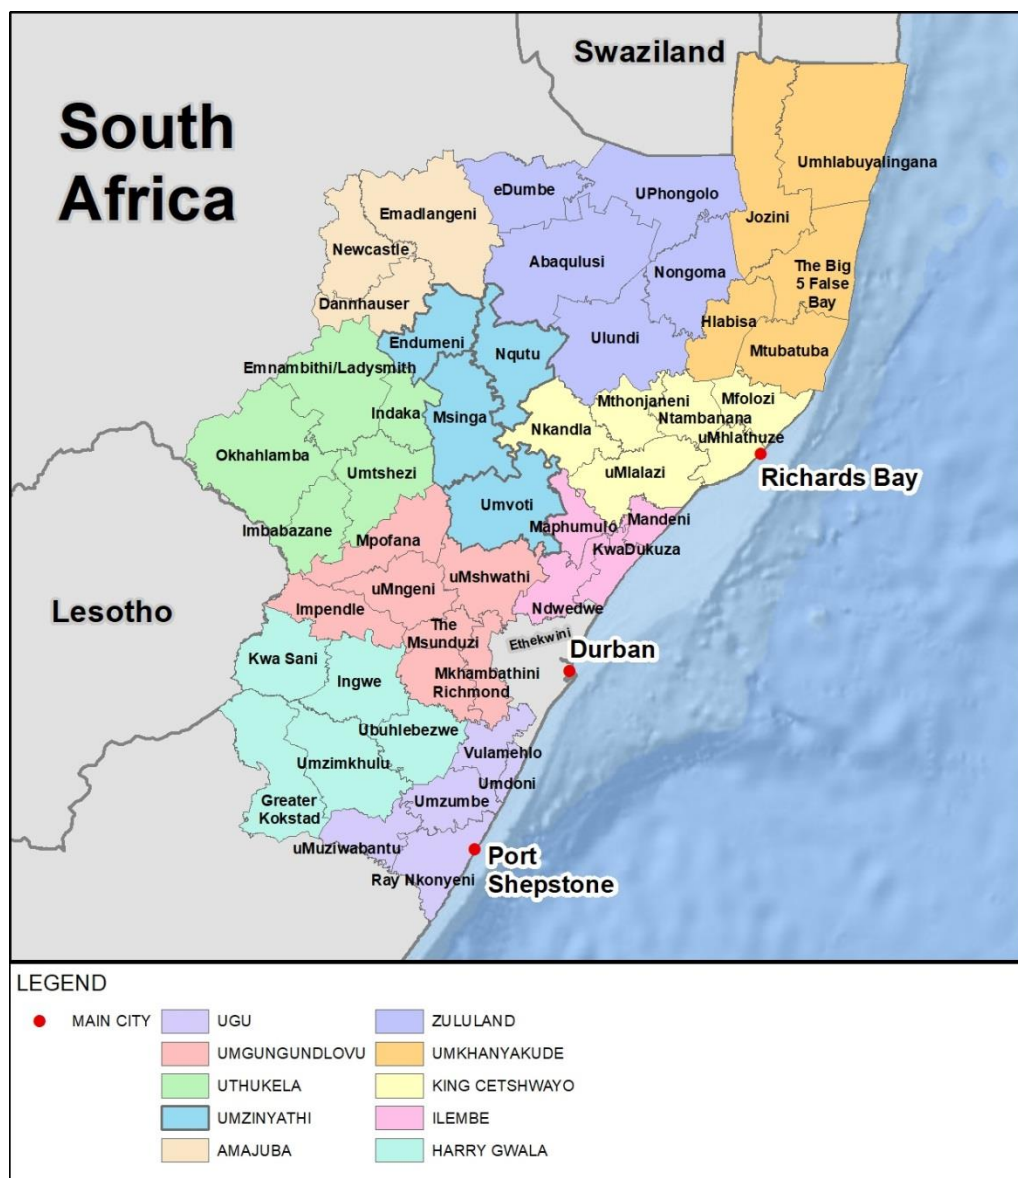 Swaziland
South
Africa
Umhlabuyalingana
eDumbe
UPhongolo
Emadlangeni
Jozini
Newcastle
Abaqulusi
Nongoma
The Big
5 False
Bay
Dannhauser
Hlabisa
Endumeni
Ulundi
Nqutu
Mtubatuba
Emnambithi/Ladysmith
Indaka
Msinga
Mthonjaneni
Mfolozi
Ntambanana
Nkandla
uMhlathuze
Okhahlamba
Umtshezi
uMlalazi
Richards Bay
Umvoti
Maphumulo
Mandeni
Imbabazane
Mpofana
KwaDukuza
uMshwathi
uMngeni
Impendle
Ndwedwe
Lesotho
The
Msunduzi
Ethekwini
Durban
Kwa Sani
Ingwe
Mkhambathini
Richmond
Ubuhlebezwe
Vulamehlo
Umzimkhulu
Umdoni
Umzumbe
Greater
Kokstad
uMuziwabantu
Port
Shepstone
Ray Nkonyeni
LEGEND
MAIN CITY
UGU
ZULULAND
UMGUNGUNDLOVU
UMKHANYAKUDE
UTHUKELA
KING CETSHWAYO
UMZINYATHI
ILEMBE
AMAJUBA
HARRY GWALA